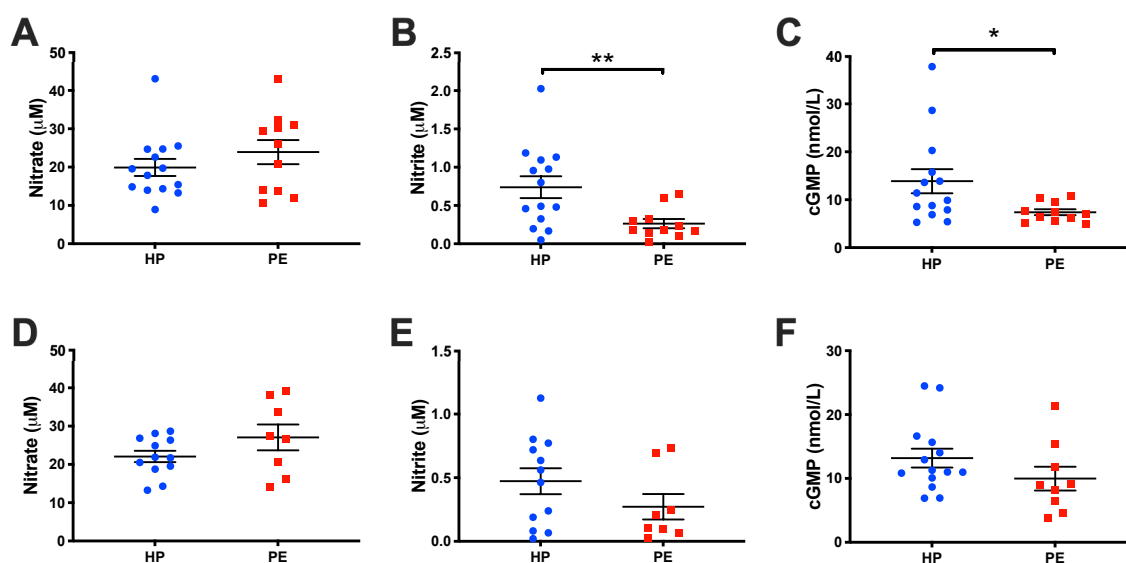 A
Nitrate (μM)
50
40
30
20
10
0
HP
PE
B
Nitrite (μM)
2.5
2.0
1.5
1.0
0.5
0.0
**
HP
PE
C
cGMP (nmol/L)
40
30
20
10
0
*
HP
PE
D
Nitrate (μM)
50
40
30
20
10
0
HP
PE
E
Nitrite (μM)
1.5
1.0
0.5
0.0
HP
PE
F
cGMP (nmol/L)
30
20
10
0
HP
PE